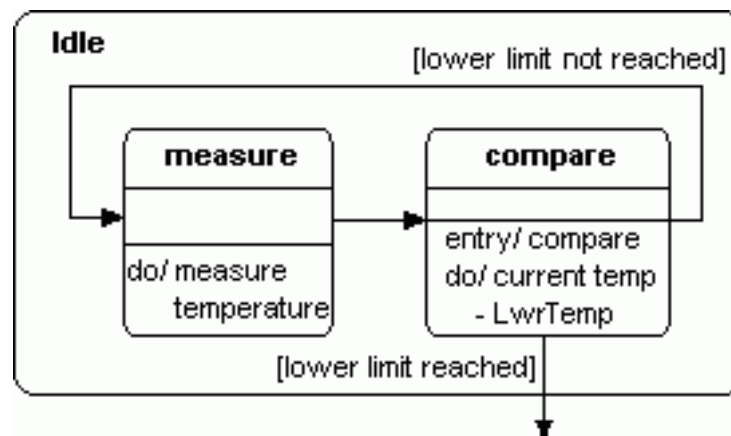 Idle
[lower limit not reached]
measure
compare
do/ measure
temperature
entry/ compare
do/ current temp
- LwrTemp
[lower limit reached]